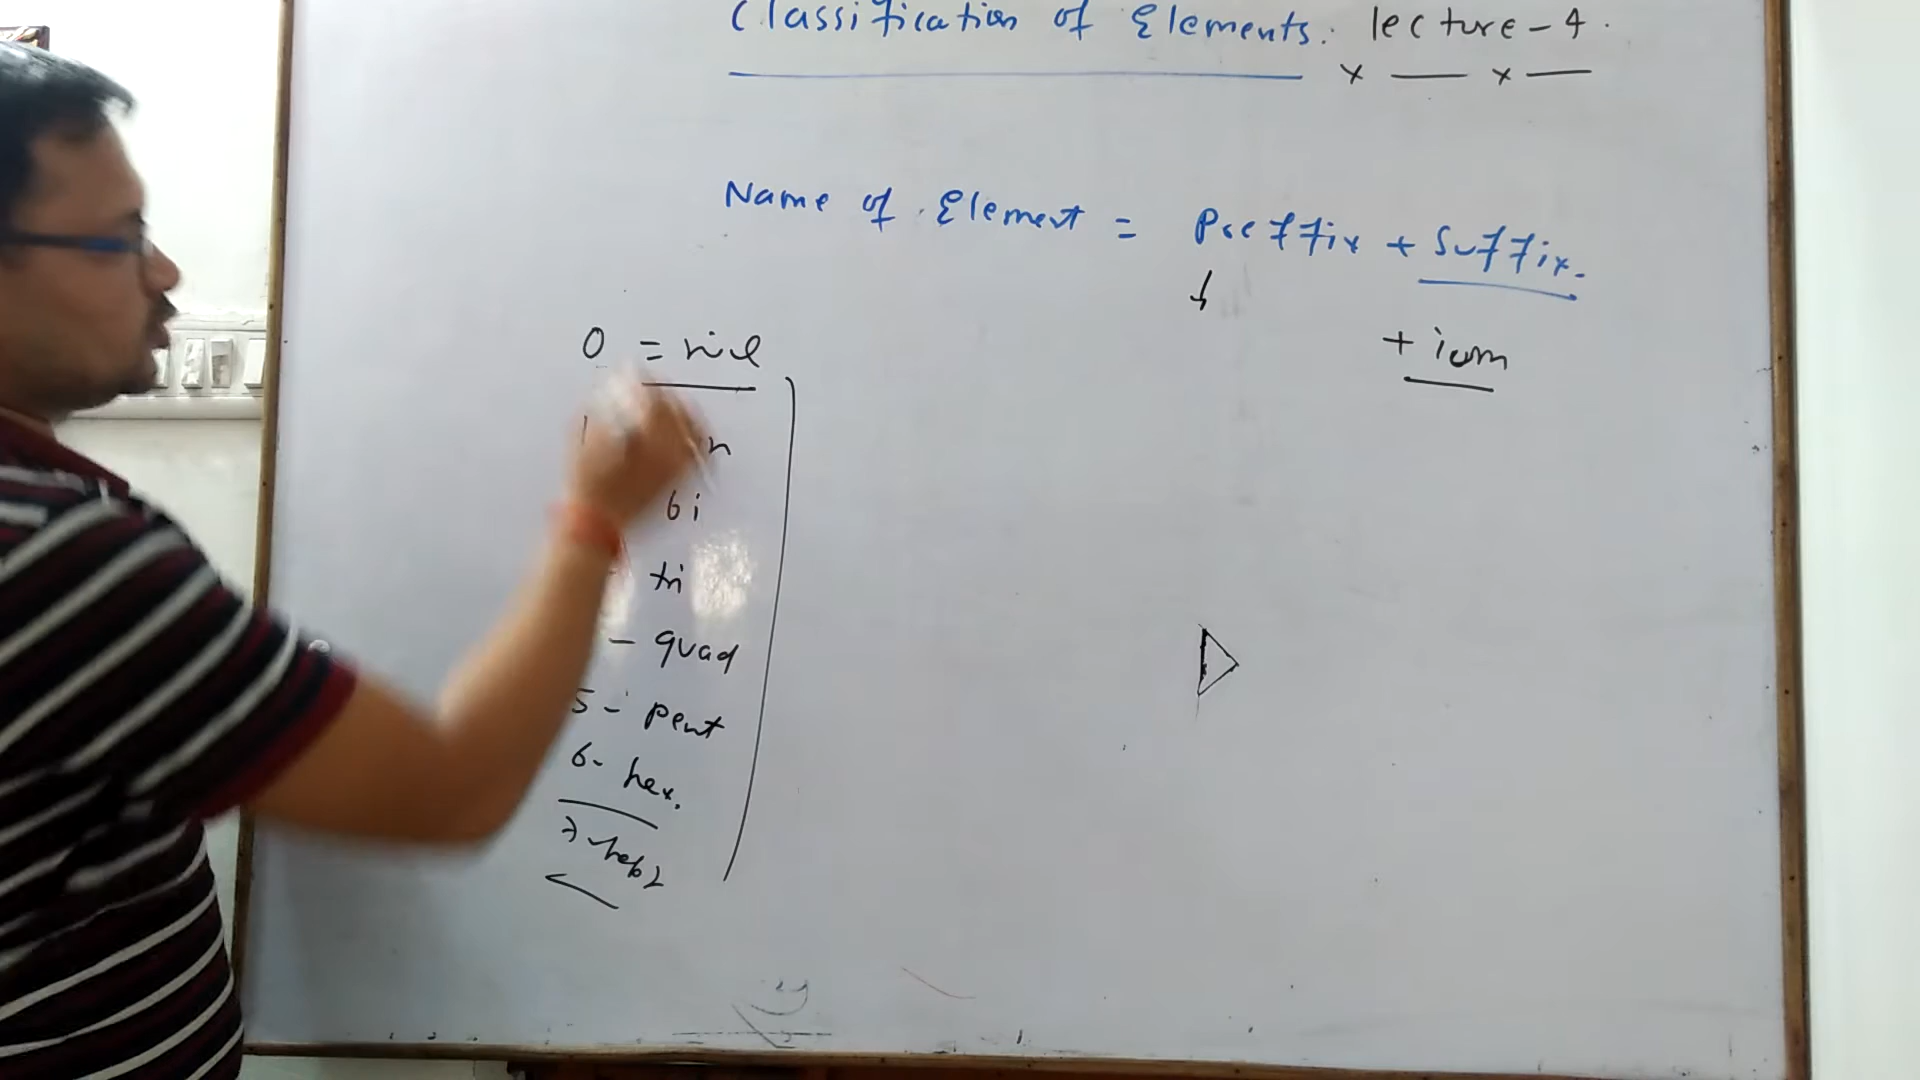 Classification of Elements. lecture-4.
x — x —
Name of Element = Preffix + Suffix.
+ ium
0 = nil
bi
tri
- quad
5- pent
6- hex.
7-hept